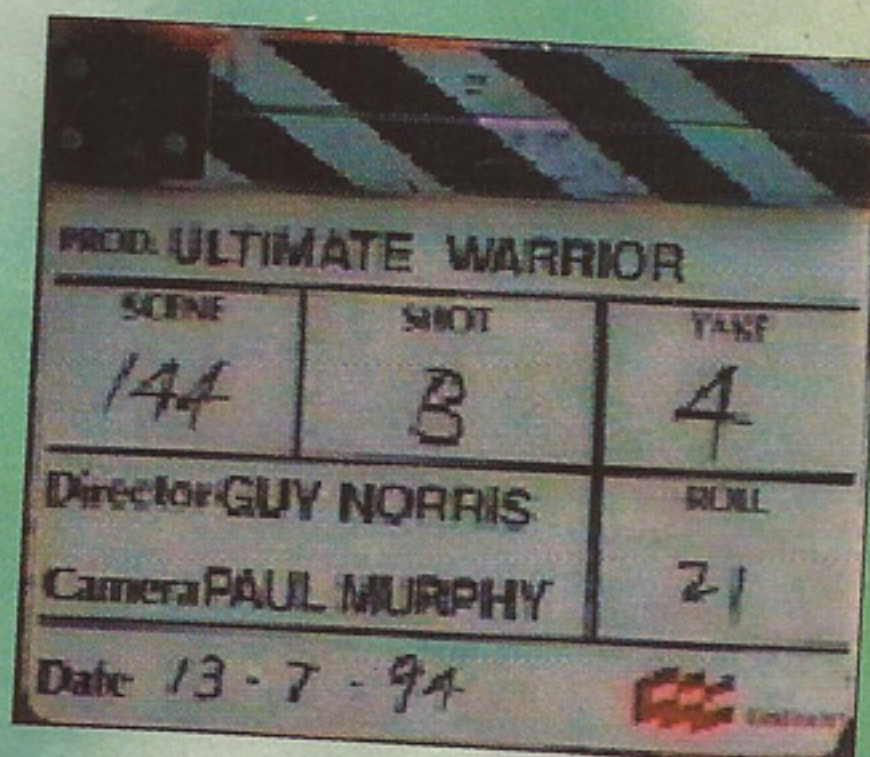 PROD. ULTIMATE WARRIOR
SCENE SHOT TAKE
144 B 4
Director GUY NORRIS
ROLL
Camera PAUL MURPHY
21
Date 13 - 7 - 94